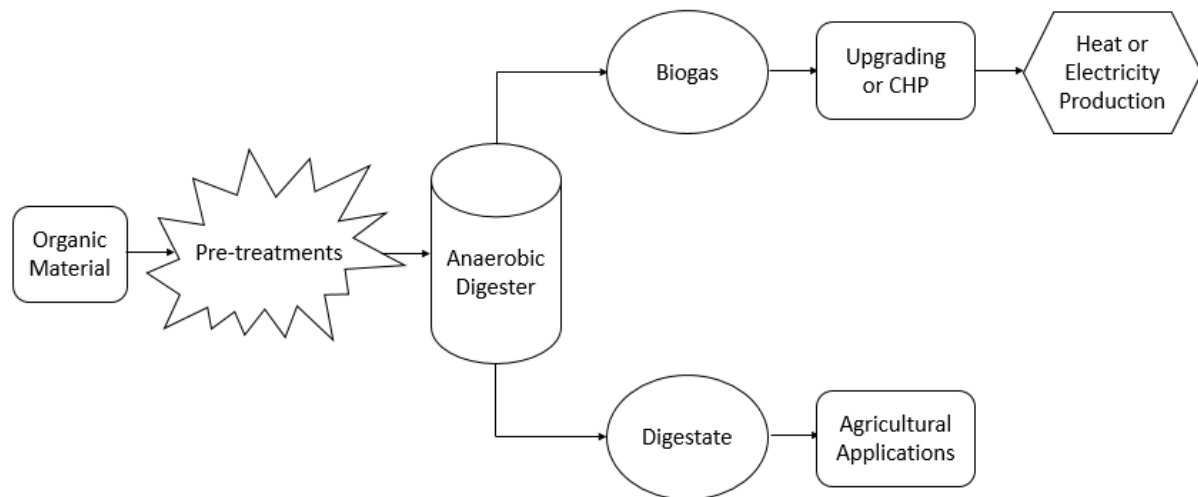 Organic
Material
Pre-treatments
Anaerobic
Digester
Biogas
Upgrading
or CHP
Heat or
Electricity
Production
Digestate
Agricultural
Applications